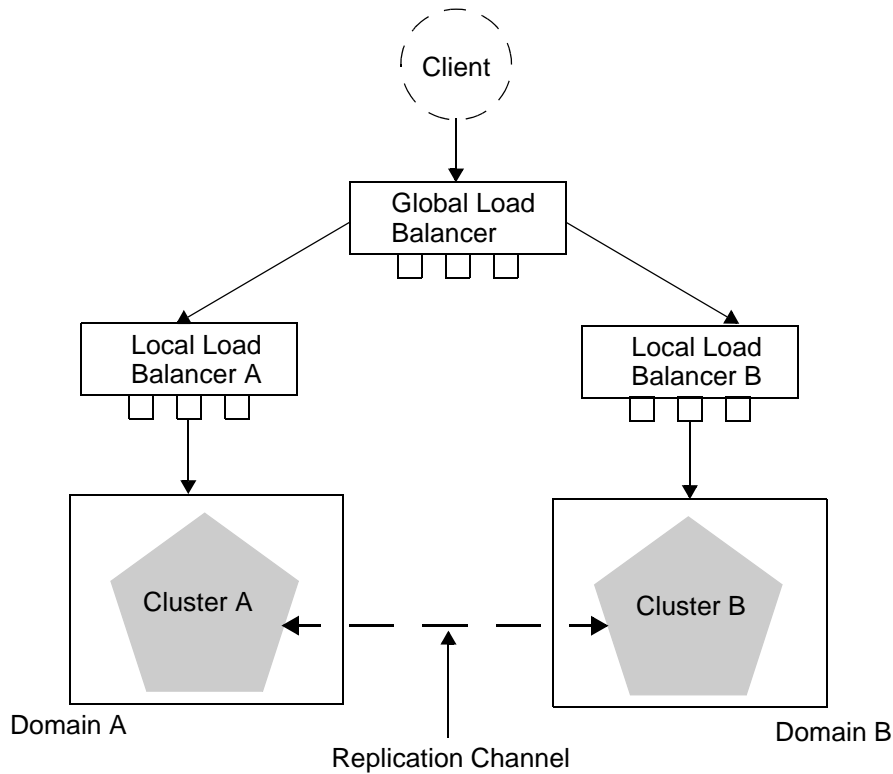 Client
Global Load
Balancer
Local Load
Balancer A
Local Load
Balancer B
Cluster A
Cluster B
Domain A
Domain B
Replication Channel